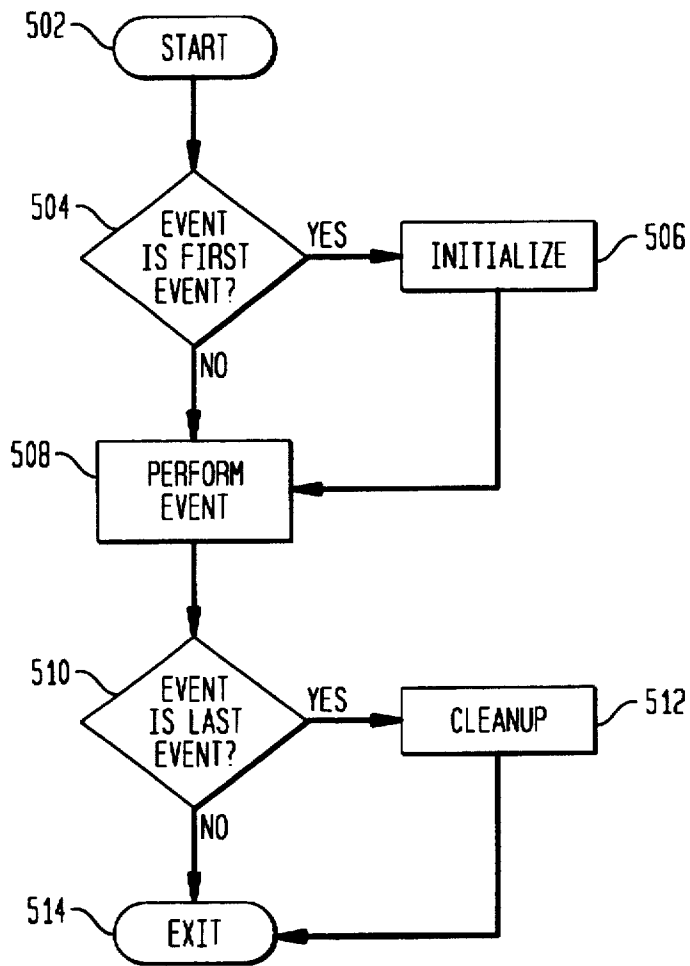 502
START
504
EVENT
IS FIRST
EVENT?
YES
INITIALIZE
506
NO
508
PERFORM
EVENT
510
EVENT
IS LAST
EVENT?
YES
CLEANUP
512
NO
514
EXIT